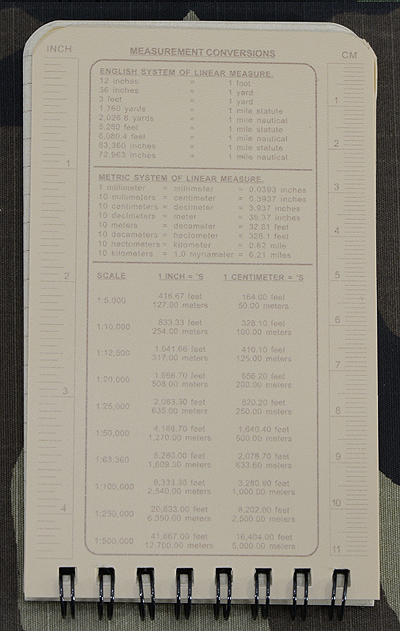 INCH
MEASUREMENT CONVERSIONS
CM
ENGLISH SYSTEM OF LINEAR MEASURE.
12 inches = 1 foot
36 inches = 1 yard
3 feet = 1 yard
1,760 yards = 1 mile statute
2,026.8 yards = 1 mile nautical
5,280 feet = 1 mile statute
6,080.4 feet = 1 mile nautical
63,360 inches = 1 mile statute
72,963 inches = 1 mile nautical
METRIC SYSTEM OF LINEAR MEASURE.
1 millimeter = millimeter = 0.0393 inches
10 millimeters = centimeter = 0.3937 inches
10 centimeters = decimeter = 3.937 inches
10 decimeters = meter = 39.37 inches
10 meters = decameter = 32.81 feet
10 decameters = hectometer = 328.1 feet
10 hectometers = kilometer = 0.62 mile
10 kilometers = 1.0 myriameter = 6.21 miles
SCALE 1 INCH = 'S 1 CENTIMETER = 'S
1:5,000 416.67 feet 164.00 feet
127.00 meters 50.00 meters
1:10,000 833.33 feet 328.10 feet
254.00 meters 100.00 meters
1:12,500 1,041.66 feet 410.10 feet
317.00 meters 125.00 meters
1:20,000 1,666.70 feet 656.20 feet
508.00 meters 200.00 meters
1:25,000 2,083.30 feet 820.20 feet
635.00 meters 250.00 meters
1:50,000 4,166.70 feet 1,640.40 feet
1,270.00 meters 500.00 meters
1:63,360 5,280.00 feet 2,078.70 feet
1,609.30 meters 633.60 meters
1:100,000 8,333.30 feet 3,280.80 feet
2,540.00 meters 1,000.00 meters
1:250,000 20,833.00 feet 8,202.00 feet
6,350.00 meters 2,500.00 meters
1:500,000 41,667.00 feet 16,404.00 feet
12,700.00 meters 5,000.00 meters
1
2
3
4
1
2
3
4
5
6
7
8
9
10
11